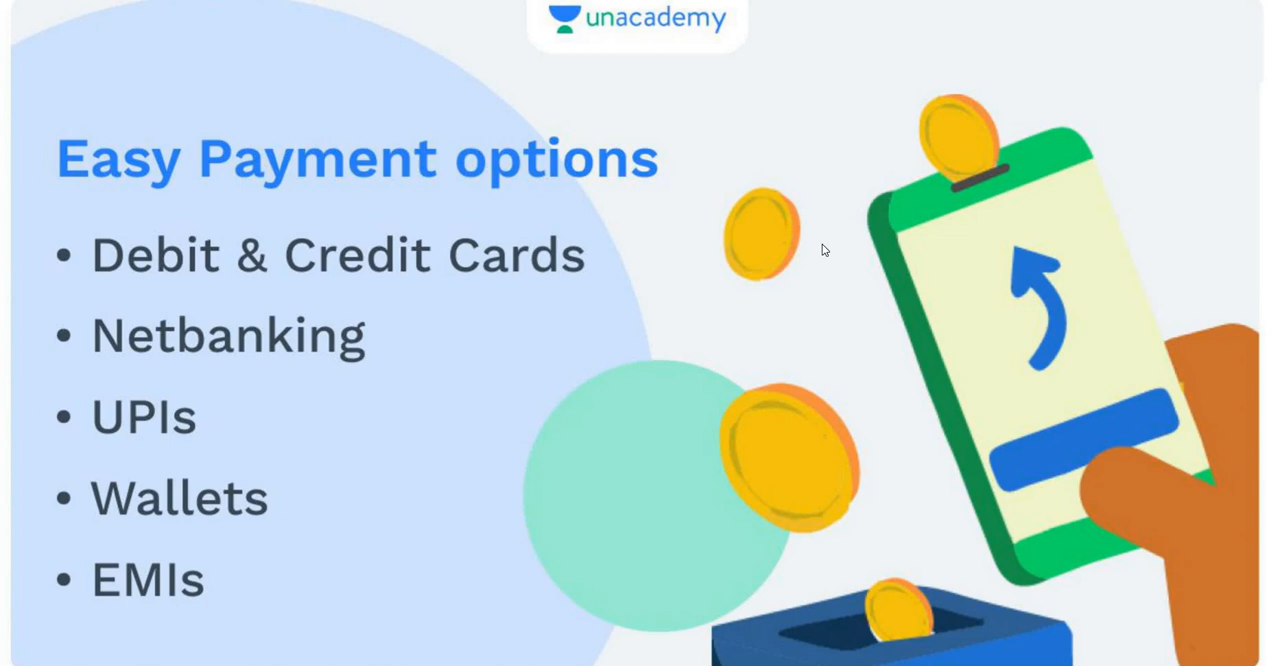 unacademy
Easy Payment options
• Debit & Credit Cards
• Netbanking
• UPIs
• Wallets
• EMIs